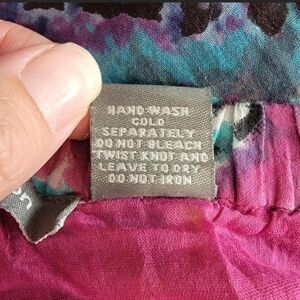 HAND WASH
COLD
SEPARATELY
DO NOT BLEACH
TWIST KNOT AND
LEAVE TO DRY
DO NOT IRON